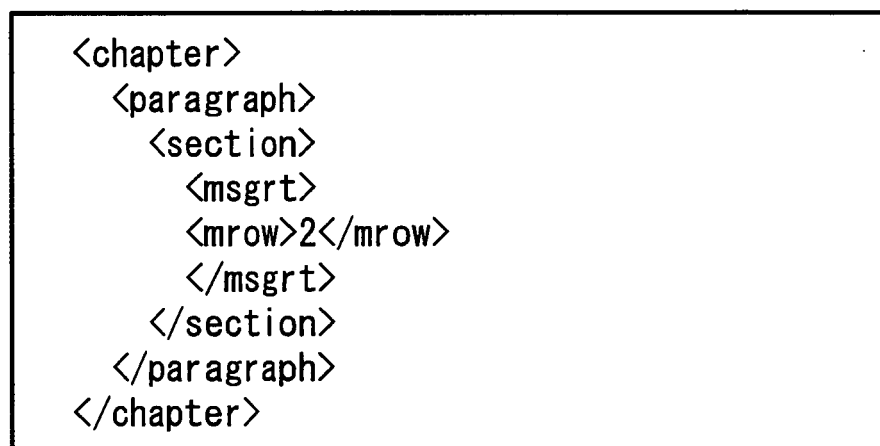 <chapter>
<paragraph>
<section>
<msgrt>
<mrow>2</mrow>
</msgrt>
</section>
</paragraph>
</chapter>